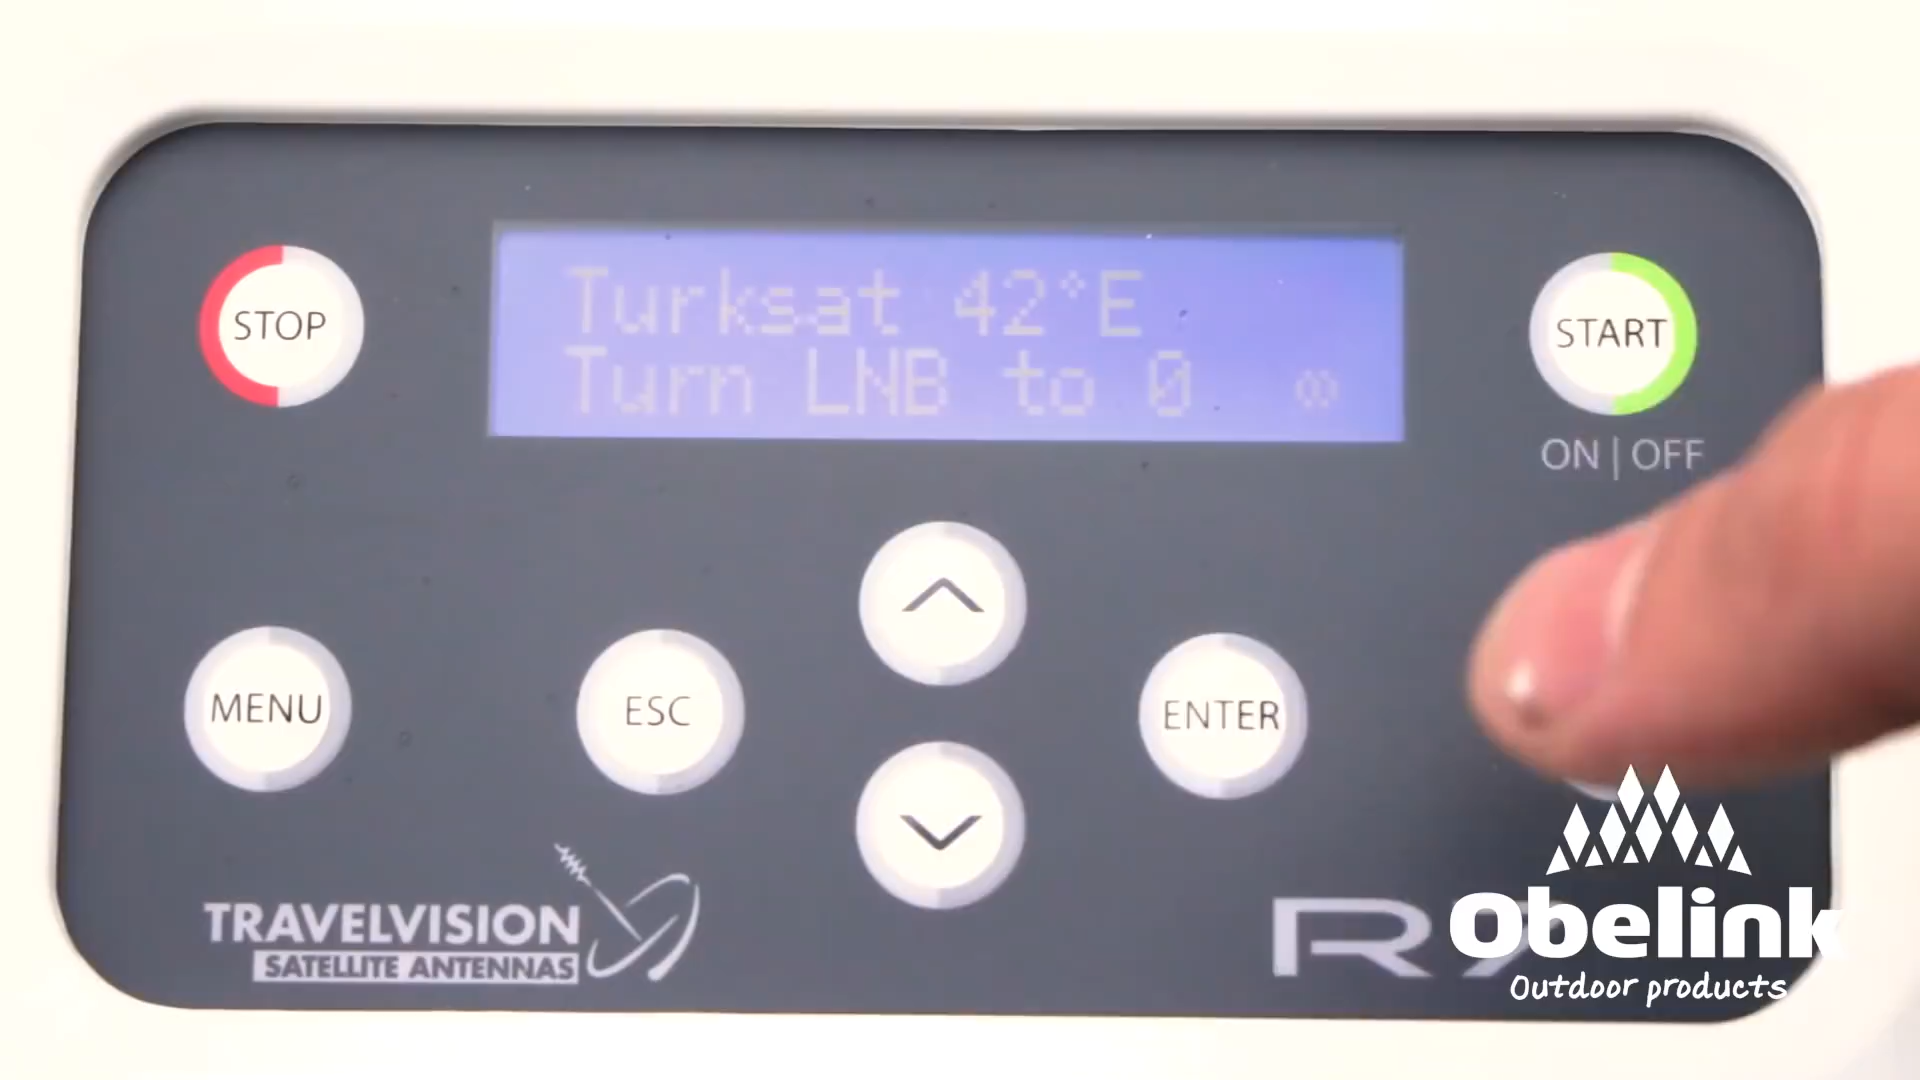 Turksat 42°E
Turn LNB to 0
STOP
START
ON | OFF
MENU
ESC
ENTER
TRAVELVISION
SATELLITE ANTENNAS
R7
Obelink
Outdoor products